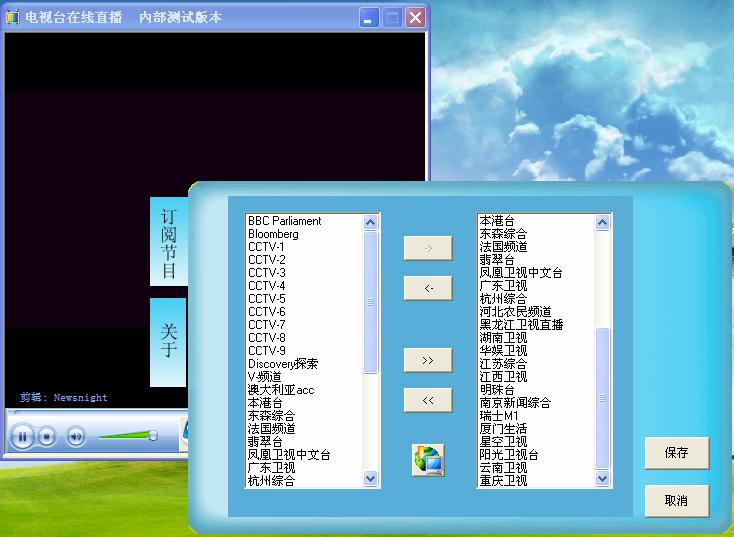 电视台在线直播 内部测试版本
订阅节目
关于
剪辑: Newsnight
BBC Parliament
Bloomberg
CCTV-1
CCTV-2
CCTV-3
CCTV-4
CCTV-5
CCTV-6
CCTV-7
CCTV-8
CCTV-9
Discovery探索
V-频道
澳大利亚acc
本港台
东森综合
法国频道
翡翠台
凤凰卫视中文台
广东卫视
杭州综合
->
<-
>>
<<
本港台
东森综合
法国频道
翡翠台
凤凰卫视中文台
广东卫视
杭州综合
河北农民频道
黑龙江卫视直播
湖南卫视
华娱卫视
江苏综合
江西卫视
明珠台
南京新闻综合
瑞士M1
厦门生活
星空卫视
阳光卫视台
云南卫视
重庆卫视
保存
取消